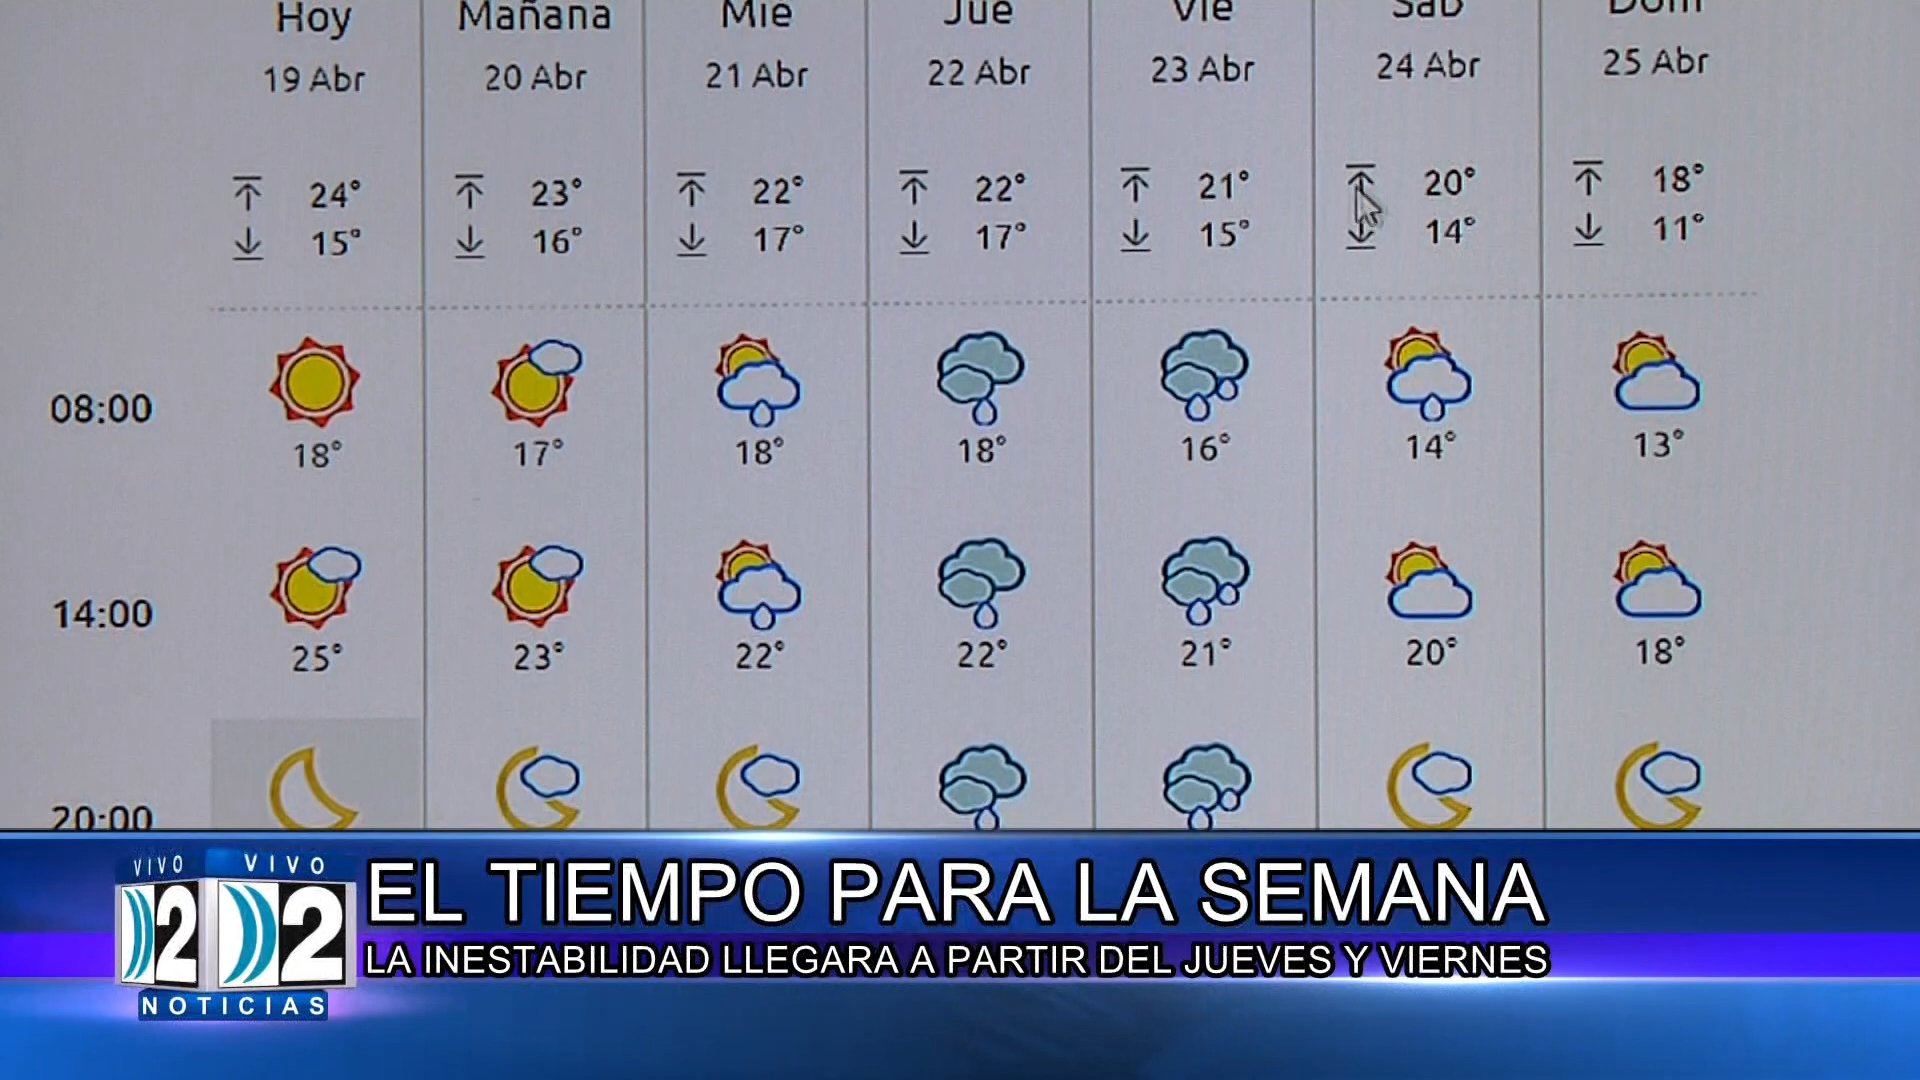 Hoy Mañana Mié Jue Vie Sáb Dom
19 Abr 20 Abr 21 Abr 22 Abr 23 Abr 24 Abr 25 Abr
24° 23° 22° 22° 21° 20° 18°
15° 16° 17° 17° 15° 14° 11°
08:00
18° 17° 18° 18° 16° 14° 13°
14:00
25° 23° 22° 22° 21° 20° 18°
20:00
VIVO VIVO
2 2
NOTICIAS
EL TIEMPO PARA LA SEMANA
LA INESTABILIDAD LLEGARA A PARTIR DEL JUEVES Y VIERNES